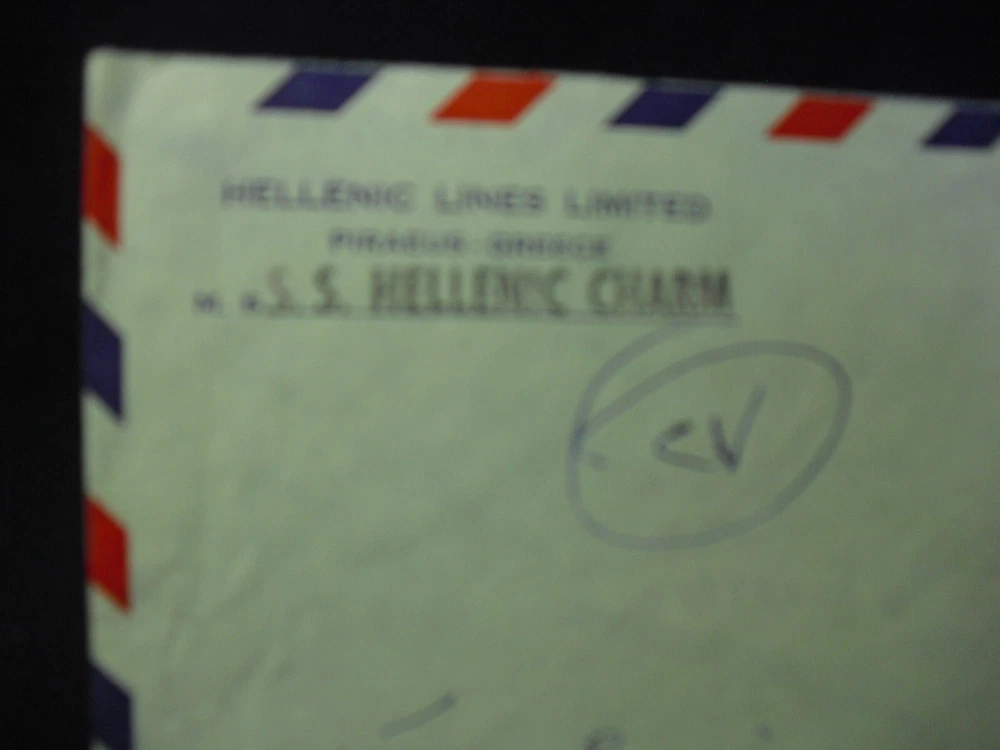 HELLENIC LINES LIMITED
PIRAEUS - GREECE
S. S. HELLENIC CHARM
CV